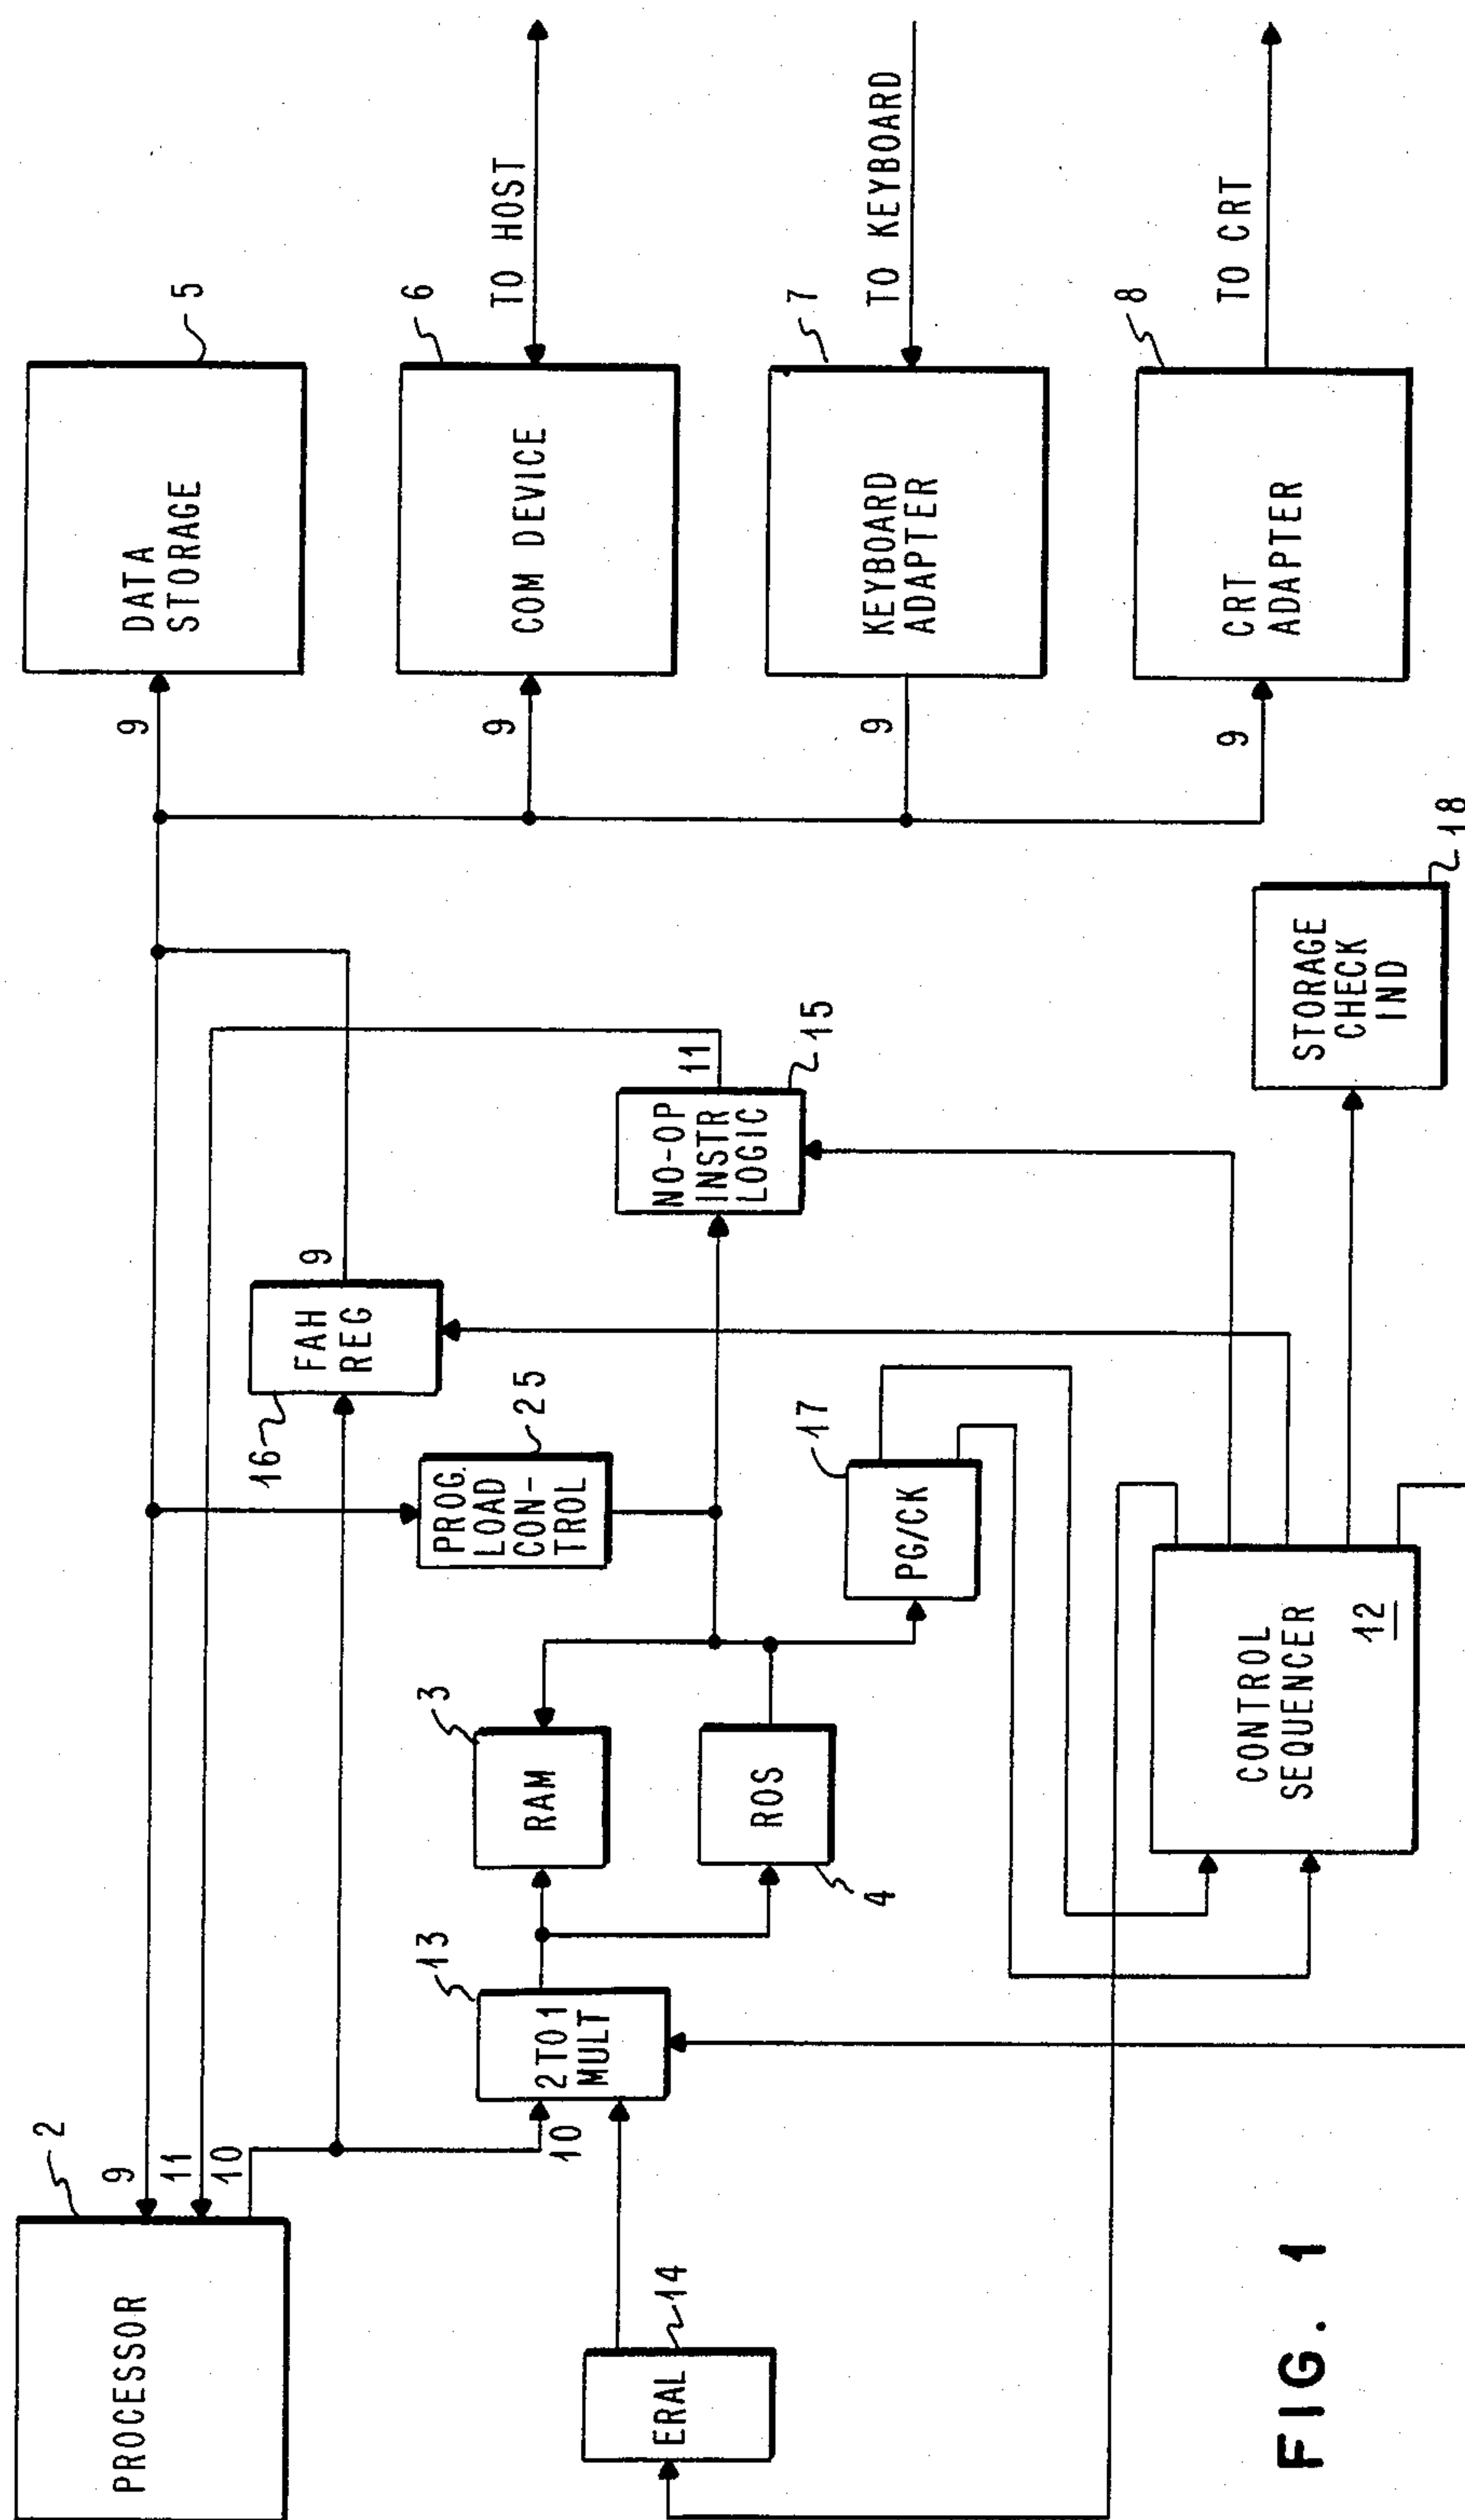 PROCESSOR
2
9
11
10
10
ERAL
14
2 TO 1
MULT
13
RAM
3
ROS
4
PROG.
LOAD
CON-
TROL
25
FAH
REG
16
9
PG/CK
17
NO-OP
INSTR
LOGIC
11
15
CONTROL
SEQUENCER
12
STORAGE
CHECK
IND
18
9
DATA
STORAGE
5
9
COM DEVICE
6
TO HOST
9
KEYBOARD
ADAPTER
7
TO KEYBOARD
9
CRT
ADAPTER
8
TO CRT
FIG. 1